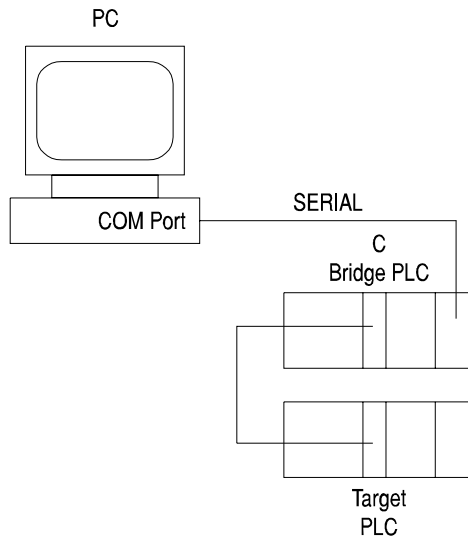 PC
COM Port
SERIAL
C
Bridge PLC
Target
PLC